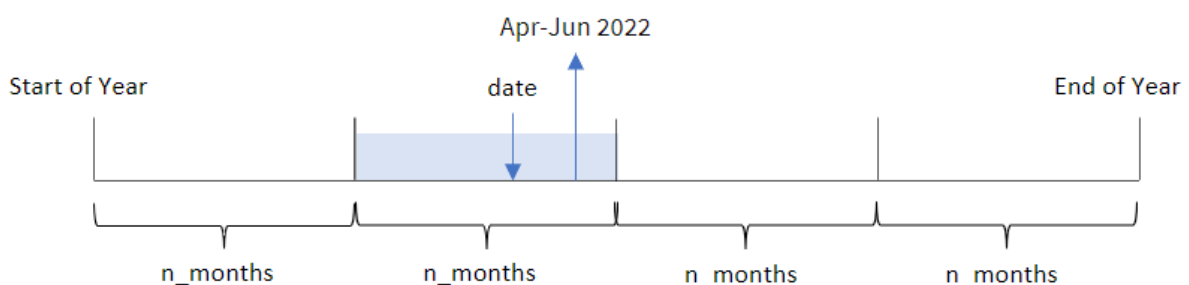 Apr-Jun 2022
Start of Year
date
End of Year
n_months
n_months
n months
n months